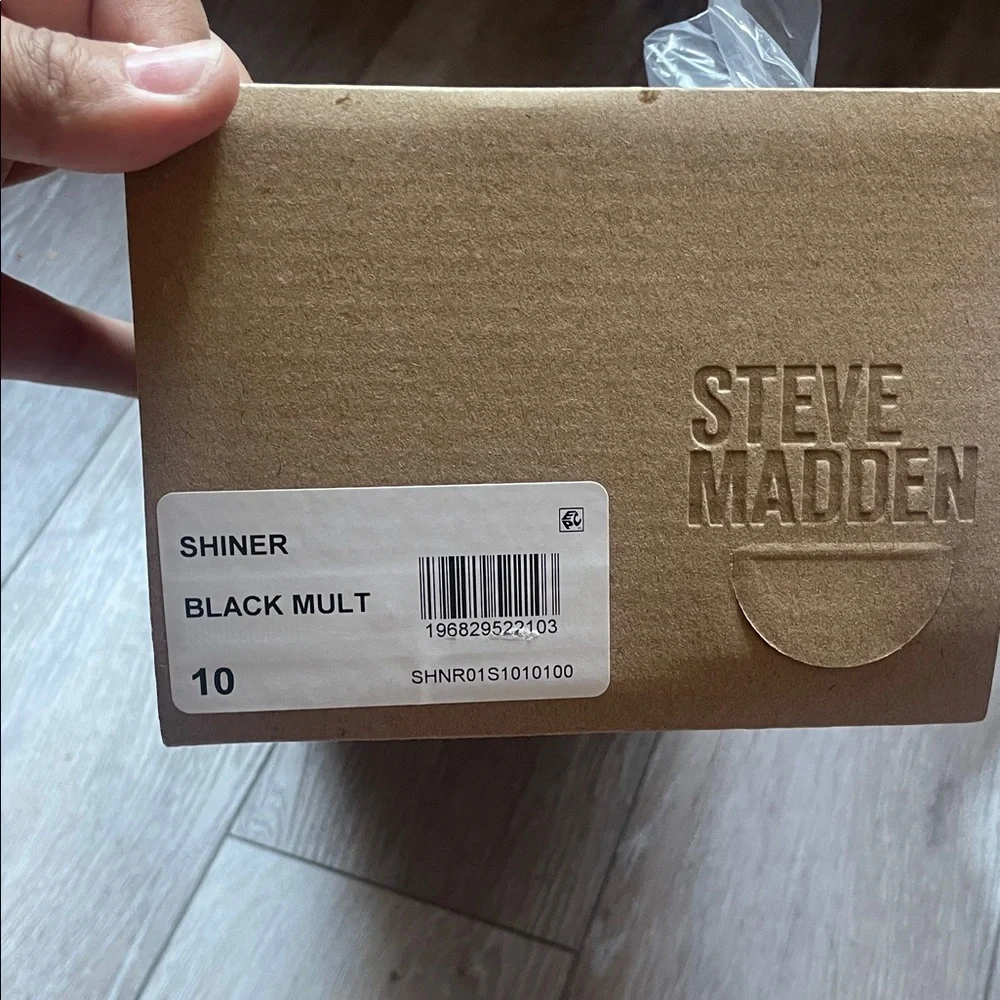 STEVE
MADDEN
SHINER
BLACK MULT
196829522103
10
SHNR01S1010100